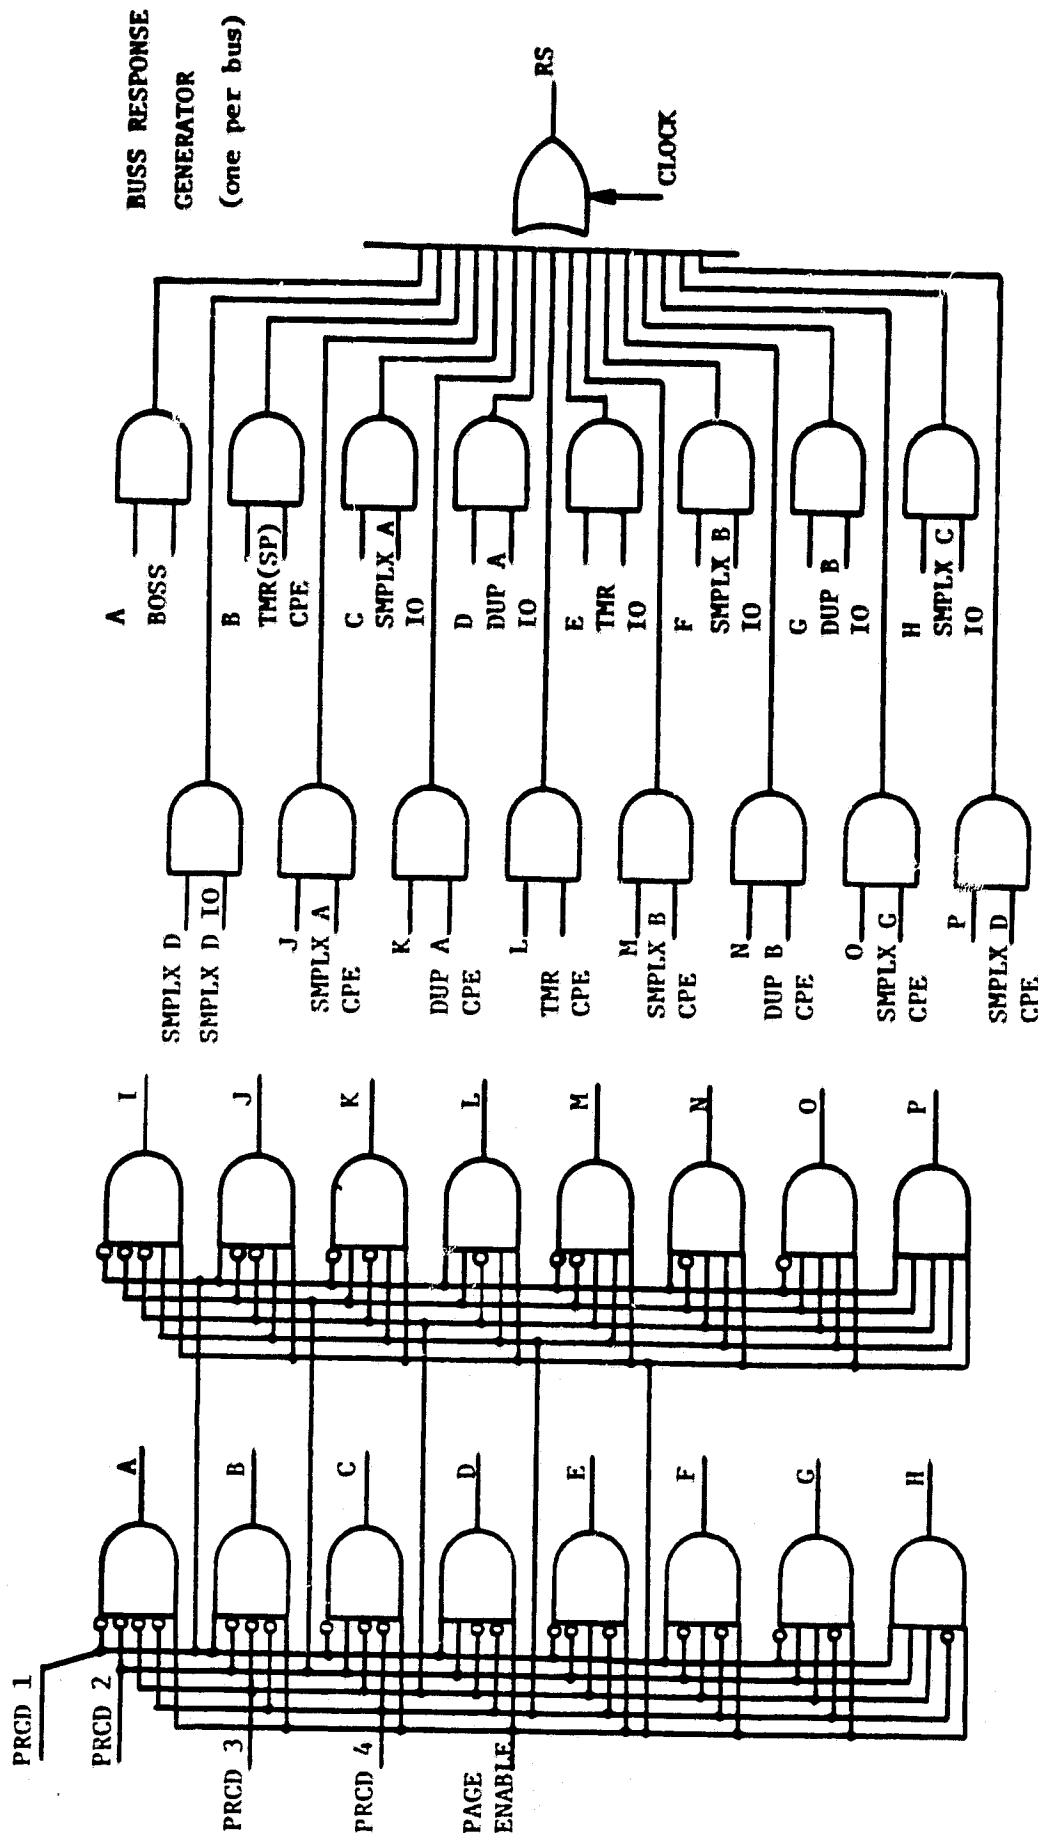 BUSS RESPONSE
GENERATOR
(one per bus)
PRCD 1
PRCD 2
PRCD 3
PRCD 4
PAGE
ENABLE
A
B
C
D
E
F
G
H
I
J
K
L
M
N
O
P
SMPLX D
SMPLX D IO
J
SMPLX A
CPE
K
DUP A
CPE
L
TMR
CPE
M
SMPLX B
CPE
N
DUP B
CPE
O
SMPLX C
CPE
P
SMPLX D
CPE
A
BOSS
B
TMR(SP)
CPE
C
SMPLX A
IO
D
DUP A
IO
E
TMR
IO
F
SMPLX B
IO
G
DUP B
IO
H
SMPLX C
IO
RS
CLOCK